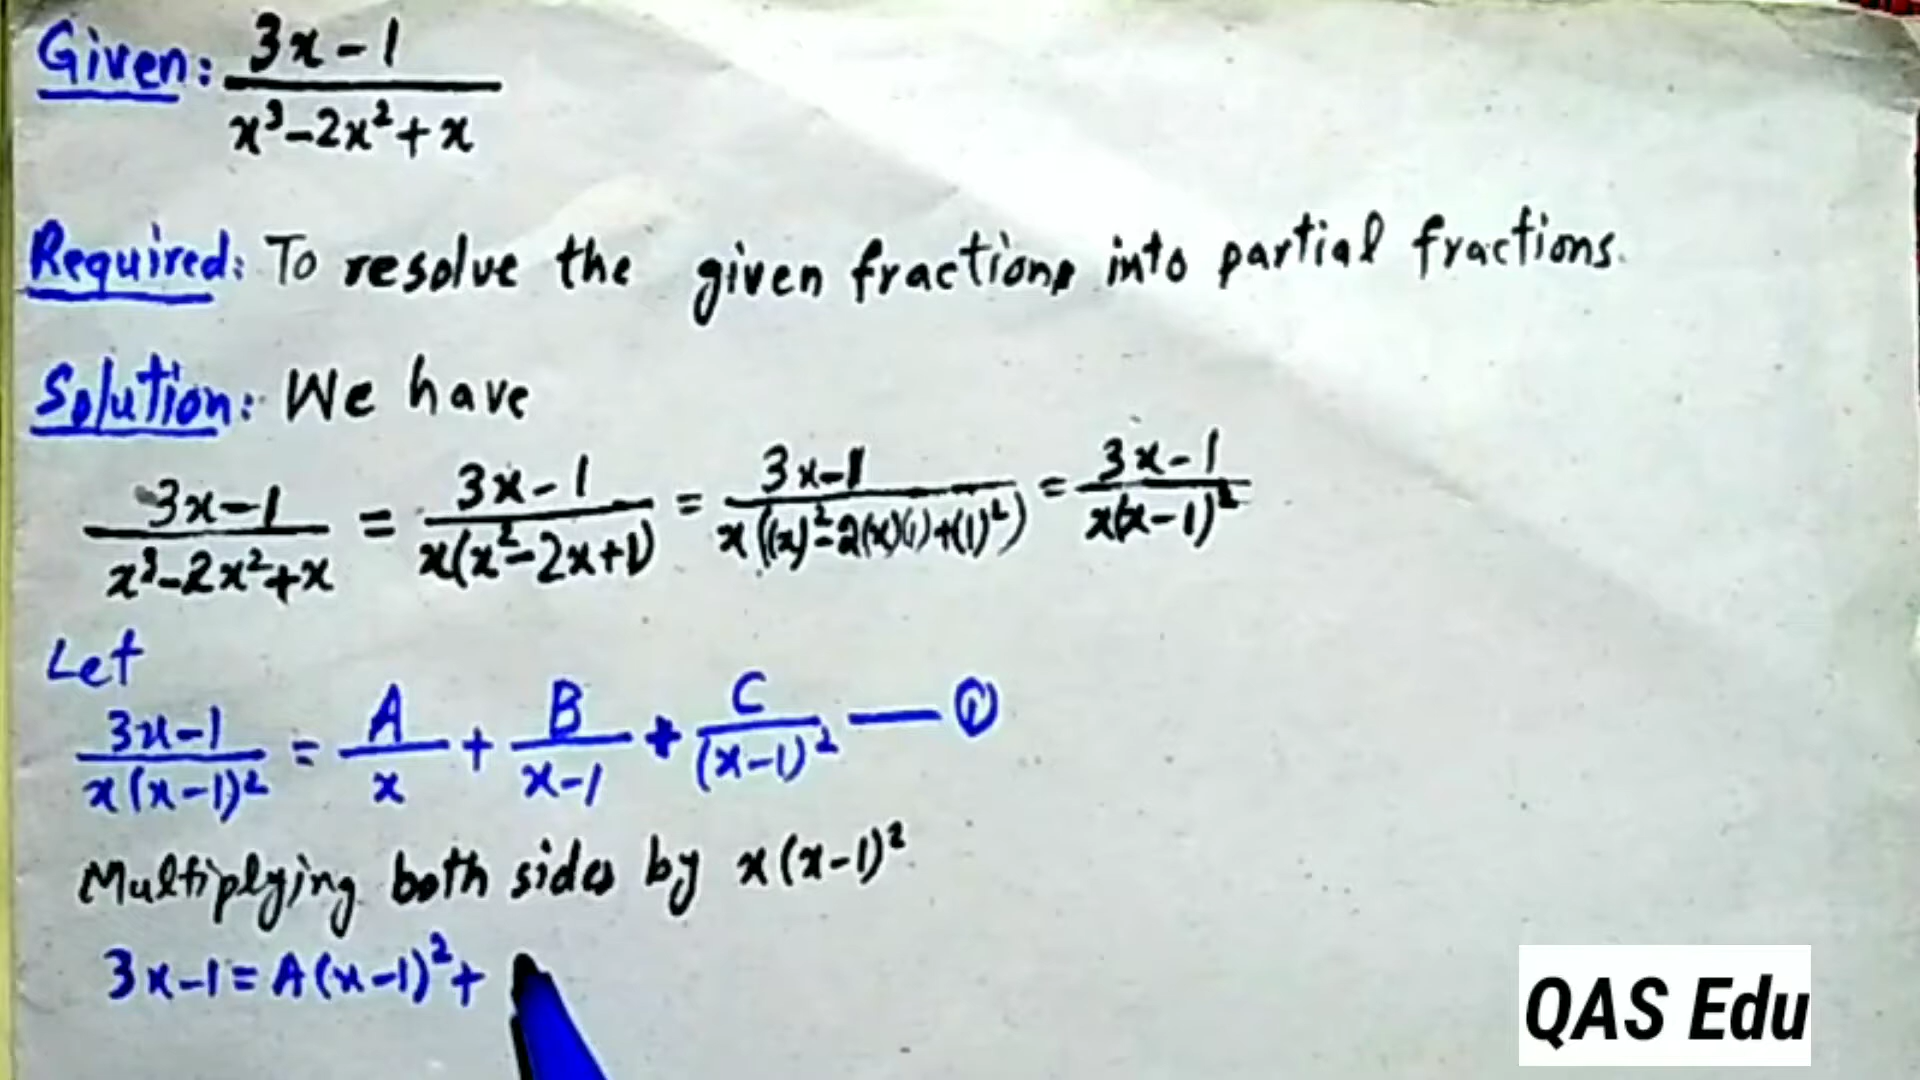 Given: 3x-1 / x³-2x²+x
Required: To resolve the given fractions into partial fractions.
Solution: We have
3x-1 / x³-2x²+x = 3x-1 / x(x²-2x+1) = 3x-1 / x((x)²-2(x)(1)+(1)²) = 3x-1 / x(x-1)²
Let
3x-1 / x(x-1)² = A / x + B / x-1 + C / (x-1)² — ①
Multiplying both sides by x(x-1)²
3x-1 = A(x-1)²+
QAS Edu